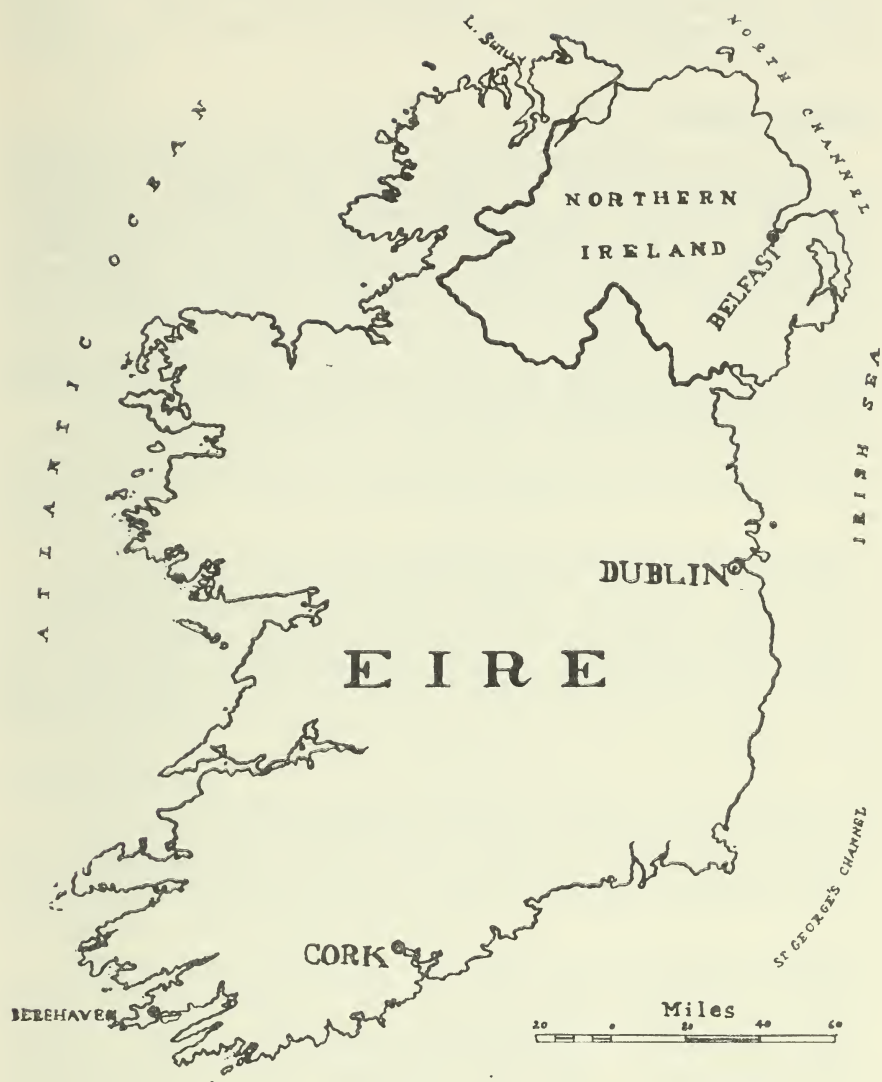 L. Swilly
NORTH CHANNEL
ATLANTIC OCEAN
NORTHERN
IRELAND
BELFAST
IRISH SEA
DUBLIN
EIRE
ST GEORGE'S CHANNEL
CORK
BEREHAVEN
Miles
20 0 20 40 60